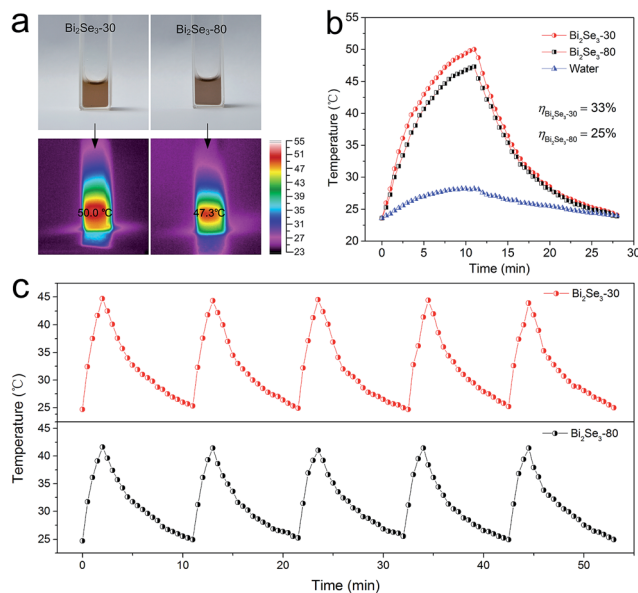 a
Bi₂Se₃-30
Bi₂Se₃-80
50.0 ℃
47.3℃
55
51
47
43
39
35
31
27
23
b
Temperature (℃)
55
50
45
40
35
30
25
20
0
5
10
15
20
25
30
Time (min)
Bi₂Se₃-30
Bi₂Se₃-80
Water
ηBi₂Se₃-30 = 33%
ηBi₂Se₃-80 = 25%
c
Temperature (℃)
45
40
35
30
25
Bi₂Se₃-30
45
40
35
30
25
Bi₂Se₃-80
0
10
20
30
40
50
Time (min)